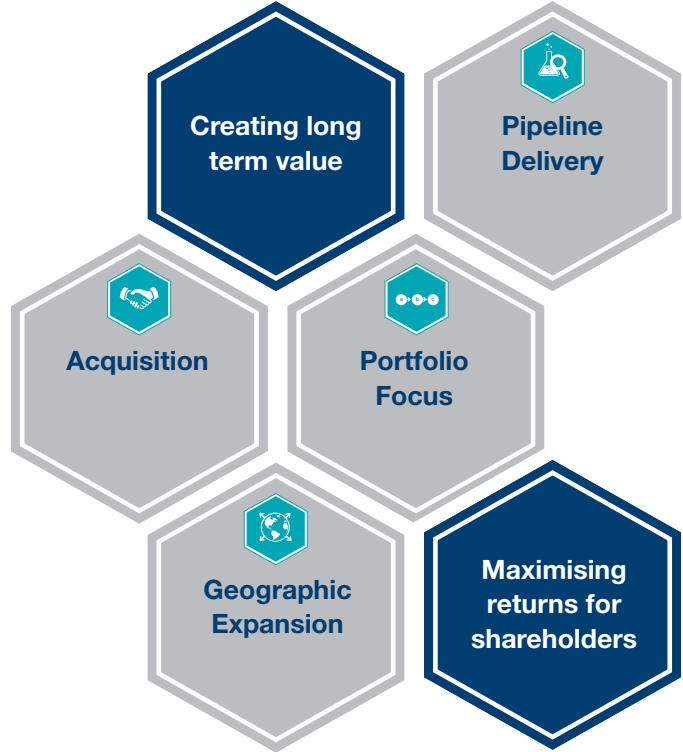 Creating long
term value
Pipeline
Delivery
Acquisition
Portfolio
Focus
Geographic
Expansion
Maximising
returns for
shareholders